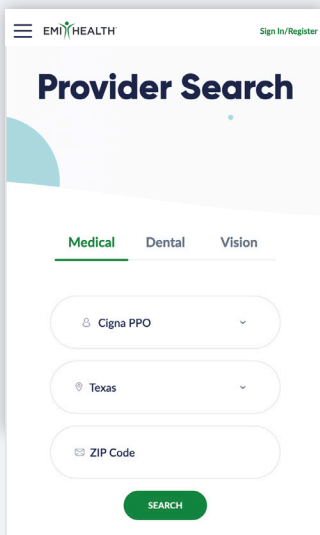 EMI HEALTH
Sign In/Register
Provider Search
Medical Dental Vision
Cigna PPO
Texas
ZIP Code
SEARCH